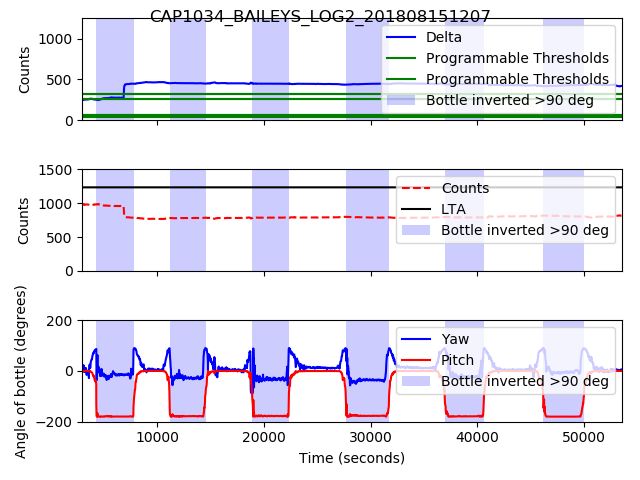 CAP1034_BAILEYS_LOG2_201808151207
1000
500
0
Counts
Delta
Programmable Thresholds
Programmable Thresholds
Bottle inverted >90 deg
1500
1000
500
0
Counts
Counts
LTA
Bottle inverted >90 deg
200
0
−200
Angle of bottle (degrees)
Yaw
Pitch
Bottle inverted >90 deg
10000 20000 30000 40000 50000
Time (seconds)